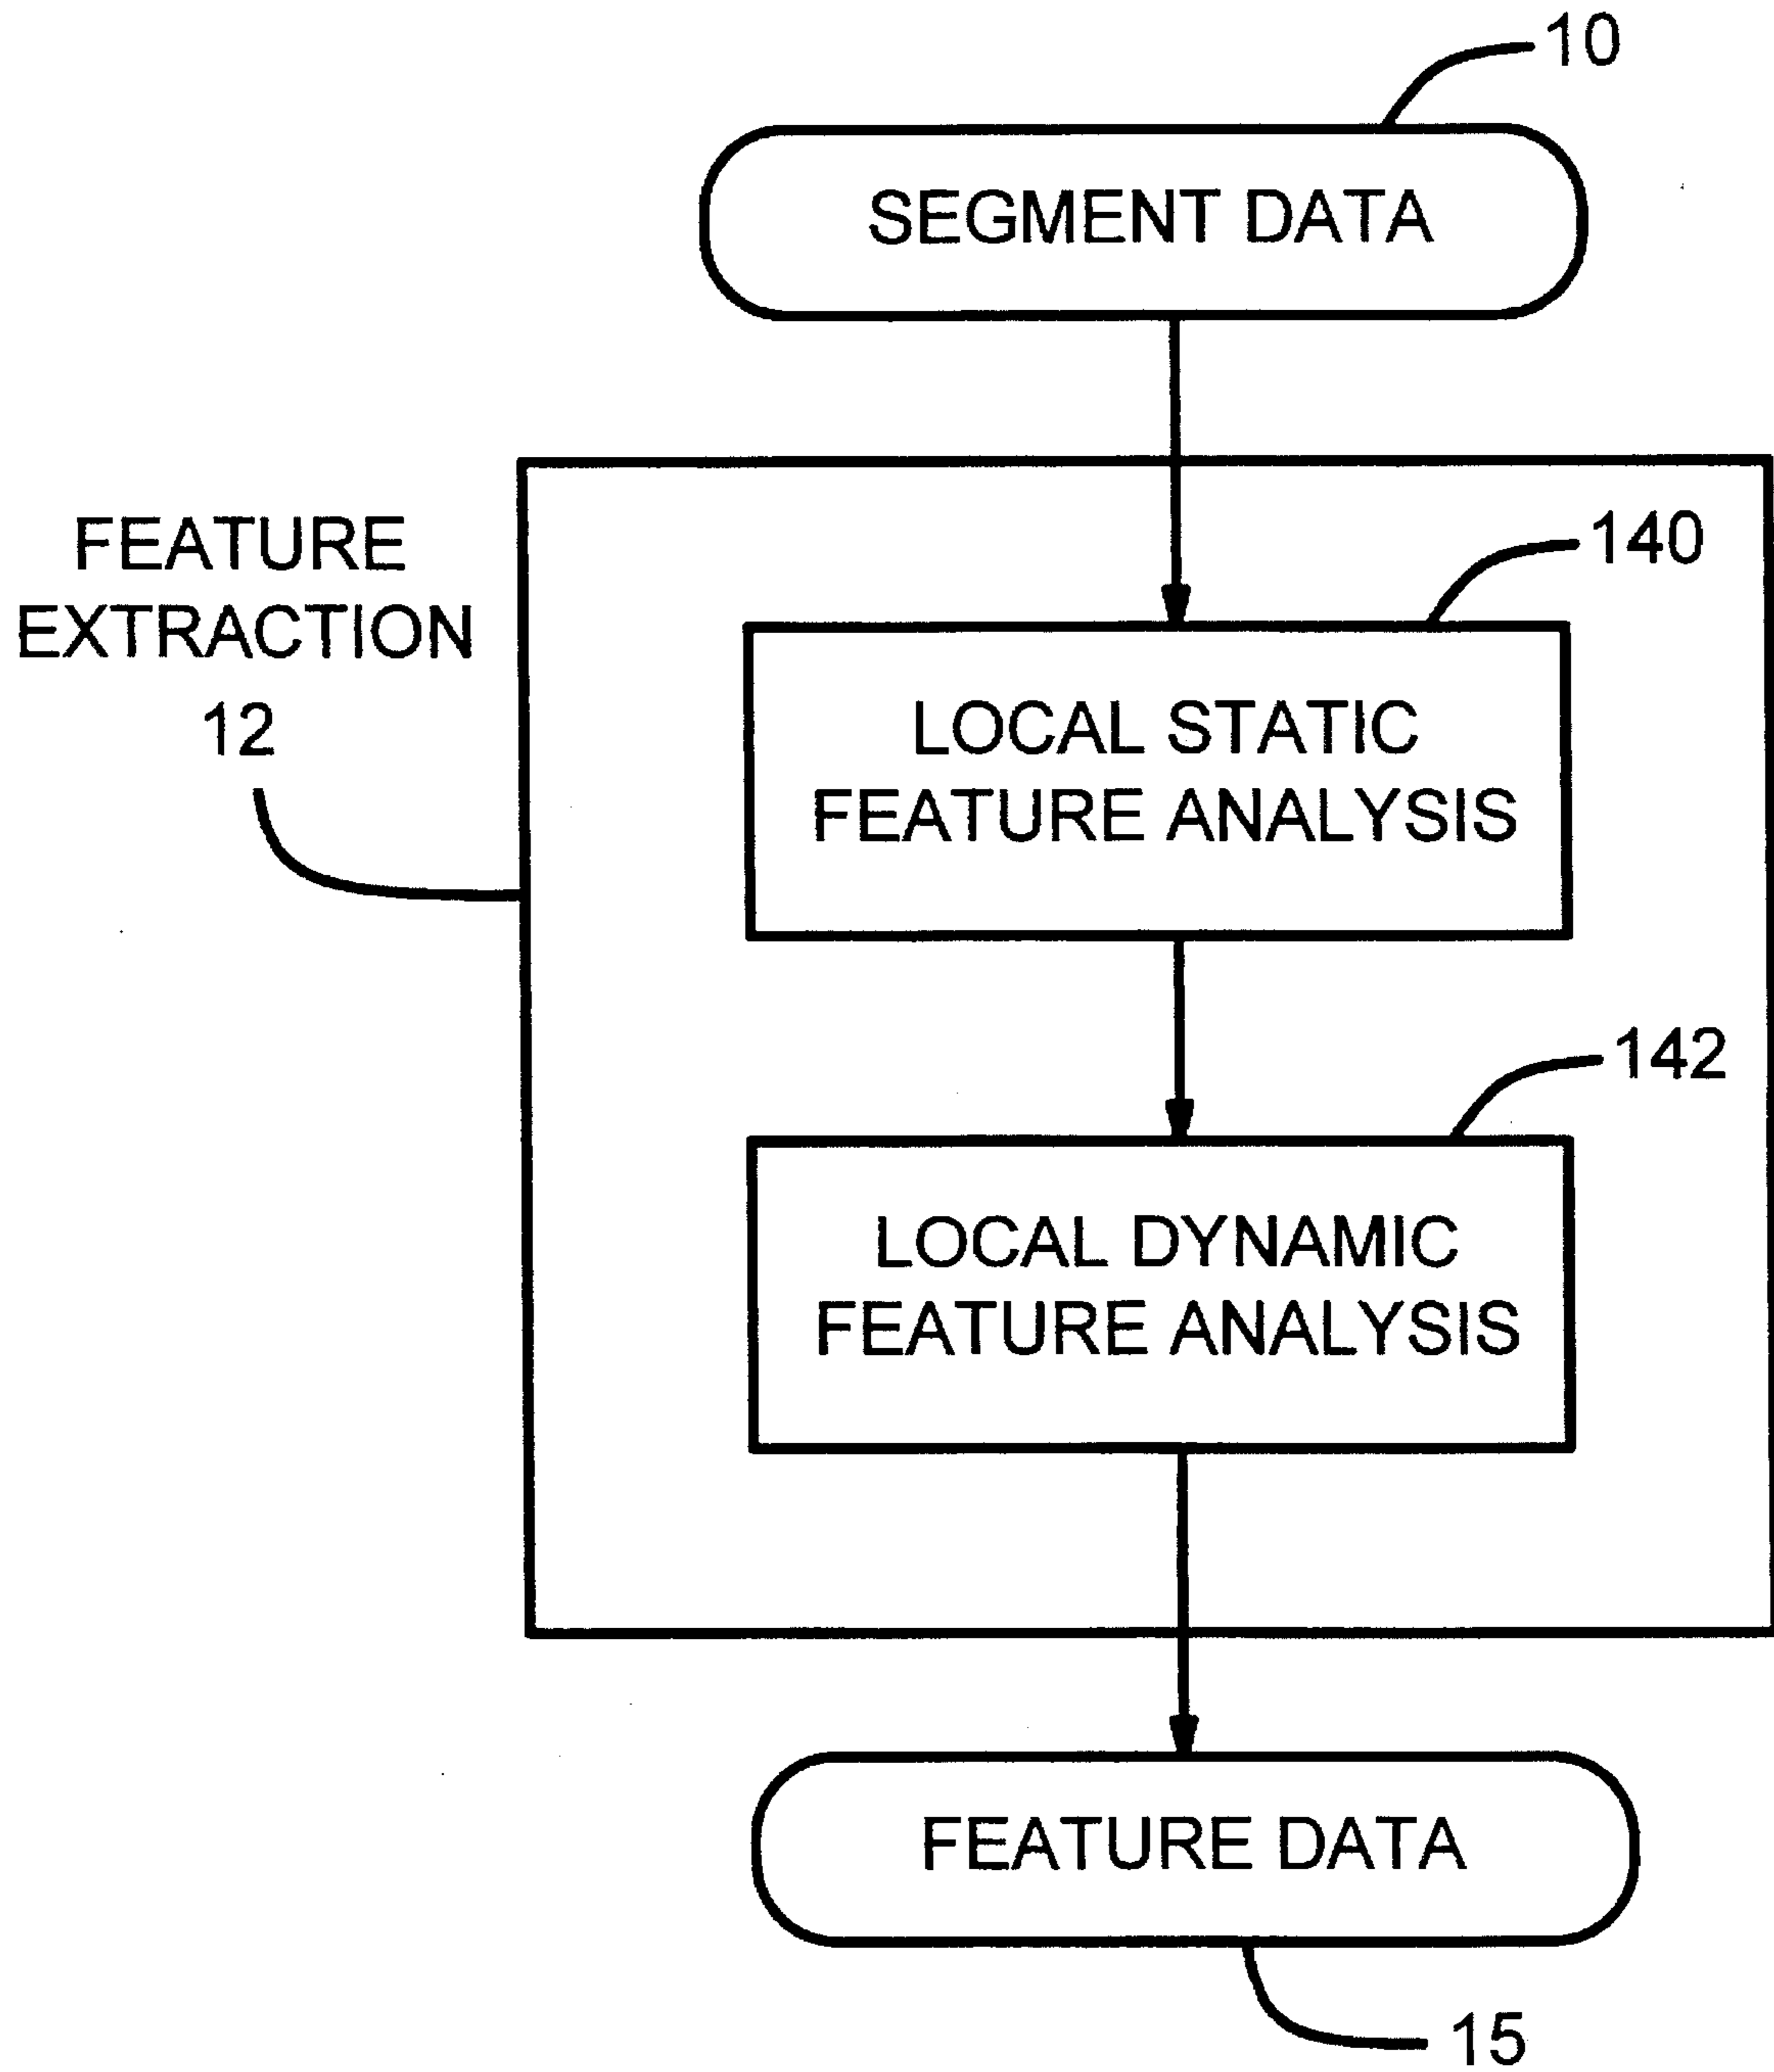 10
SEGMENT DATA
FEATURE
EXTRACTION
12
140
LOCAL STATIC
FEATURE ANALYSIS
142
LOCAL DYNAMIC
FEATURE ANALYSIS
FEATURE DATA
15